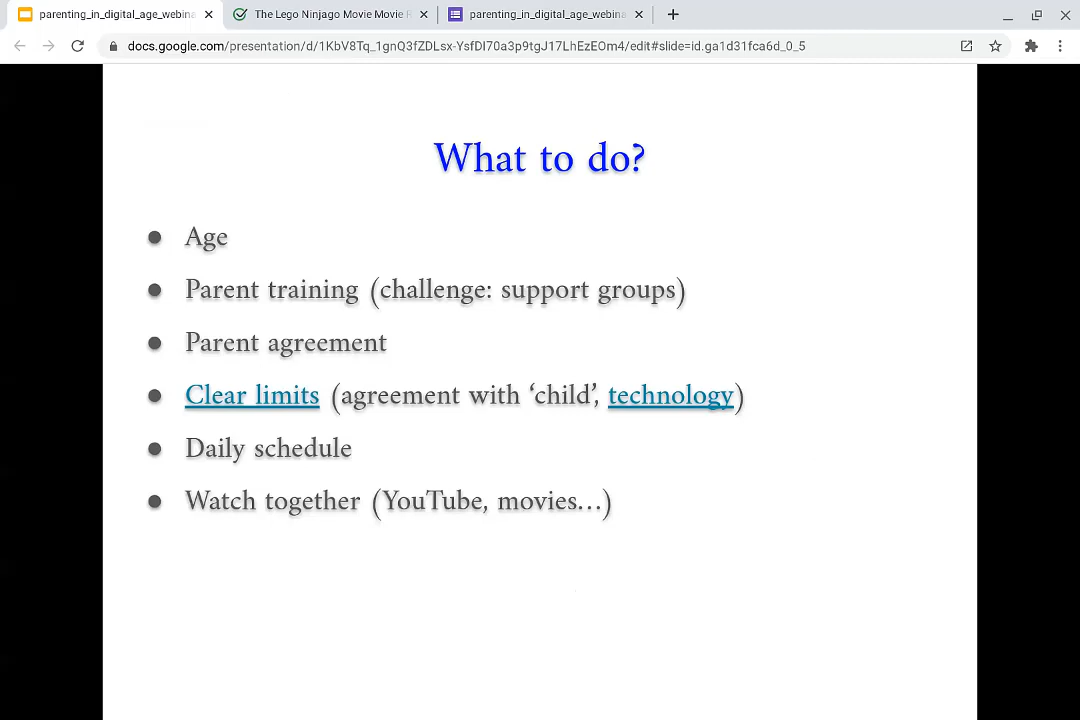 parenting_in_digital_age_webina
The Lego Ninjago Movie Movie R
parenting_in_digital_age_webina
docs.google.com/presentation/d/1KbV8Tq_1gnQ3fZDLsx-YsfDI70a3p9tgJ17LhEzEOm4/edit#slide=id.ga1d31fca6d_0_5
What to do?
● Age
● Parent training (challenge: support groups)
● Parent agreement
● Clear limits (agreement with ‘child’, technology)
● Daily schedule
● Watch together (YouTube, movies…)